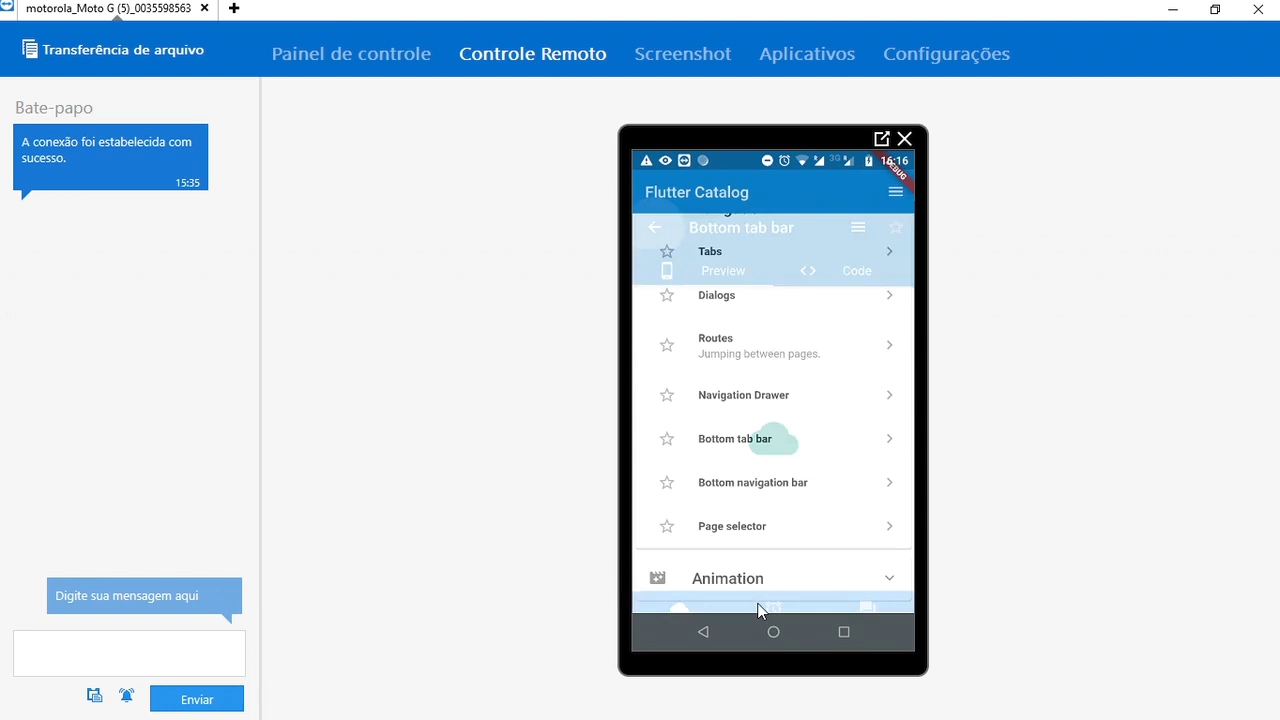 motorola_Moto G (5)_0035598563
Transferência de arquivo
Painel de controle
Controle Remoto
Screenshot
Aplicativos
Configurações
Bate-papo
A conexão foi estabelecida com
sucesso.
15:35
3G
16:16
DEBUG
Flutter Catalog
Bottom tab bar
Tabs
Preview
Code
Dialogs
Routes
Jumping between pages.
Navigation Drawer
Bottom tab bar
Bottom navigation bar
Page selector
Animation
Digite sua mensagem aqui
Enviar